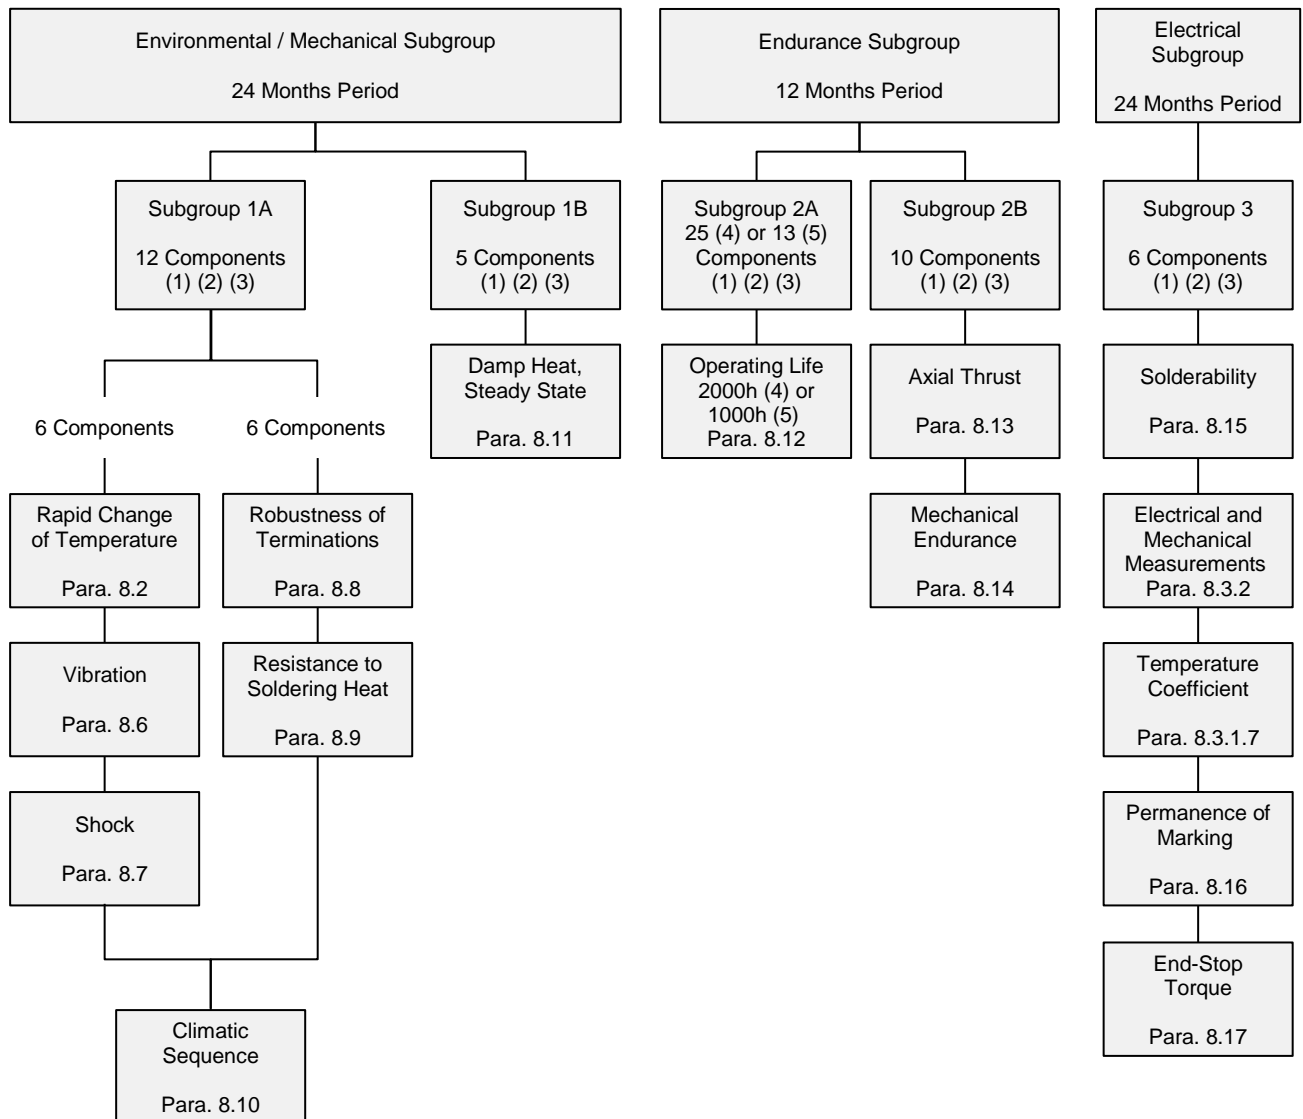 Environmental / Mechanical Subgroup
24 Months Period
Endurance Subgroup
12 Months Period
Electrical
Subgroup
24 Months Period
Subgroup 1A
12 Components
(1) (2) (3)
Subgroup 1B
5 Components
(1) (2) (3)
Subgroup 2A
25 (4) or 13 (5)
Components
(1) (2) (3)
Subgroup 2B
10 Components
(1) (2) (3)
Subgroup 3
6 Components
(1) (2) (3)
6 Components
6 Components
Damp Heat,
Steady State
Para. 8.11
Operating Life
2000h (4) or
1000h (5)
Para. 8.12
Axial Thrust
Para. 8.13
Solderability
Para. 8.15
Rapid Change
of Temperature
Para. 8.2
Robustness of
Terminations
Para. 8.8
Mechanical
Endurance
Para. 8.14
Electrical and
Mechanical
Measurements
Para. 8.3.2
Vibration
Para. 8.6
Resistance to
Soldering Heat
Para. 8.9
Temperature
Coefficient
Para. 8.3.1.7
Shock
Para. 8.7
Permanence of
Marking
Para. 8.16
Climatic
Sequence
Para. 8.10
End-Stop
Torque
Para. 8.17